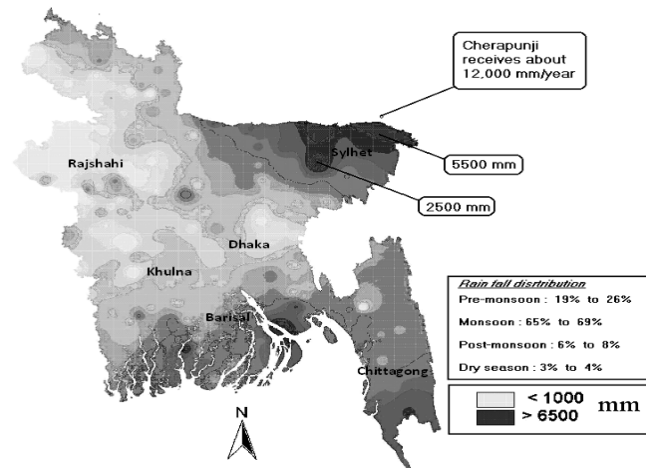 Cherapunji
receives about
12,000 mm/year
Sylhet
5500 mm
Rajshahi
2500 mm
Dhaka
Khulna
Rain fall disrtribution
Pre-monsoon : 19% to 26%
Monsoon : 65% to 69%
Post-monsoon : 6% to 8%
Dry season : 3% to 4%
Barisal
Chittagong
< 1000
> 6500
mm
N